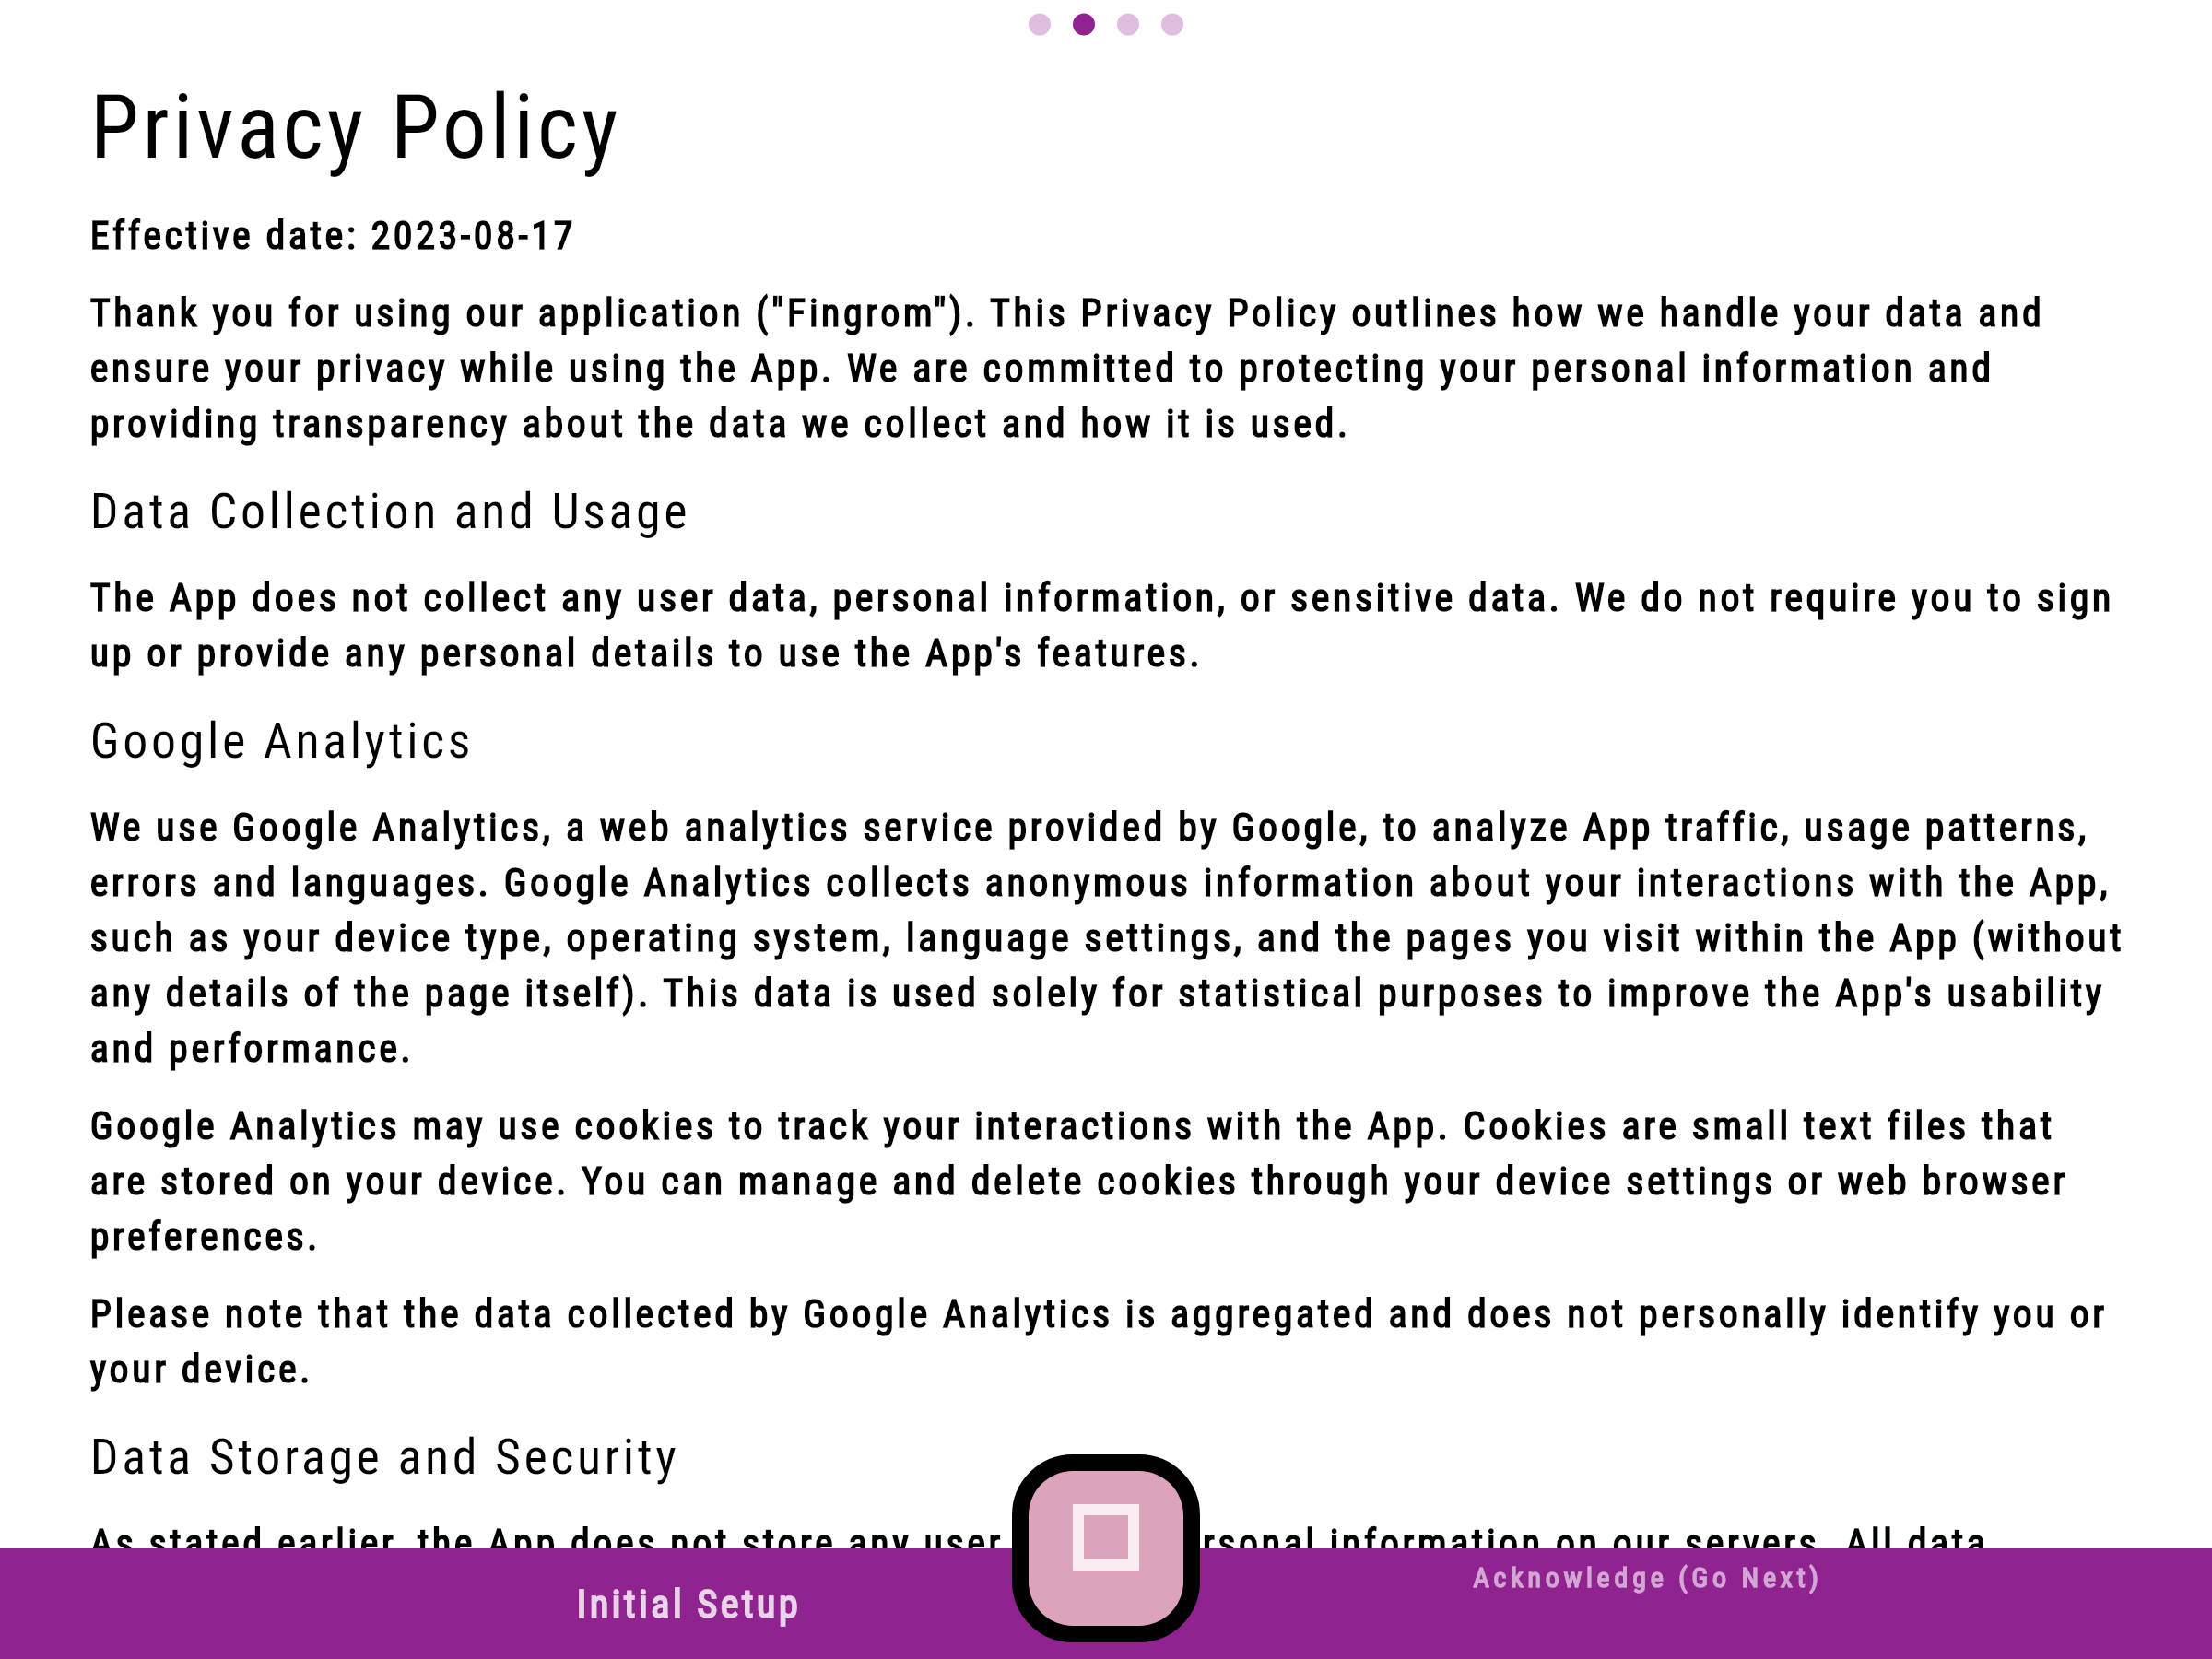 Privacy Policy
Effective date: 2023-08-17
Thank you for using our application ("Fingrom"). This Privacy Policy outlines how we handle your data and
ensure your privacy while using the App. We are committed to protecting your personal information and
providing transparency about the data we collect and how it is used.
Data Collection and Usage
The App does not collect any user data, personal information, or sensitive data. We do not require you to sign
up or provide any personal details to use the App's features.
Google Analytics
We use Google Analytics, a web analytics service provided by Google, to analyze App traffic, usage patterns,
errors and languages. Google Analytics collects anonymous information about your interactions with the App,
such as your device type, operating system, language settings, and the pages you visit within the App (without
any details of the page itself). This data is used solely for statistical purposes to improve the App's usability
and performance.
Google Analytics may use cookies to track your interactions with the App. Cookies are small text files that
are stored on your device. You can manage and delete cookies through your device settings or web browser
preferences.
Please note that the data collected by Google Analytics is aggregated and does not personally identify you or
your device.
Data Storage and Security
As stated earlier, the App does not store any user rsonal information on our servers. All data
Initial Setup
Acknowledge (Go Next)